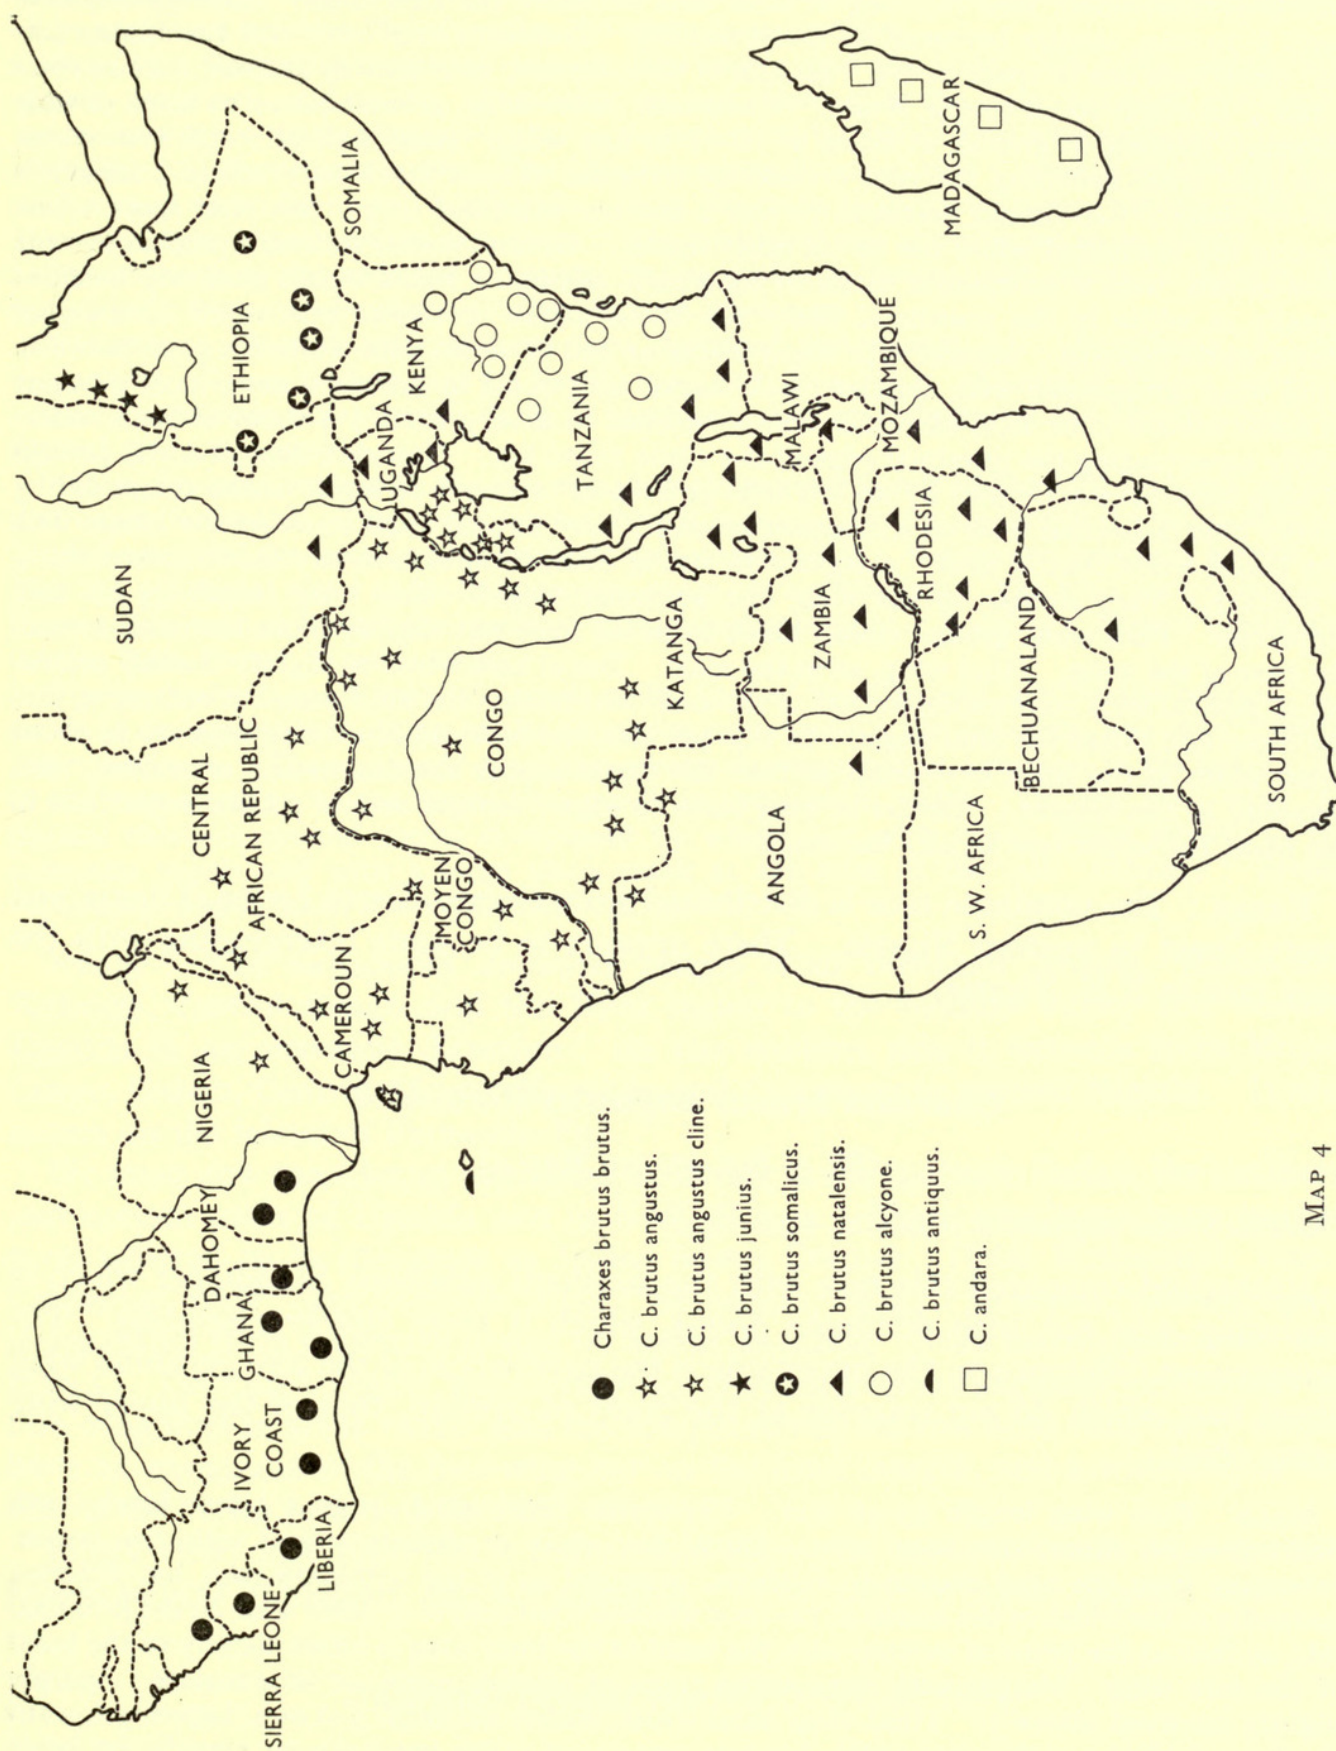 SIERRA LEONE
LIBERIA
IVORY
COAST
GHANA
DAHOMEY
NIGERIA
CAMEROUN
CENTRAL
AFRICAN REPUBLIC
MOYEN
CONGO
SUDAN
CONGO
KATANGA
UGANDA
ETHIOPIA
KENYA
SOMALIA
TANZANIA
ANGOLA
ZAMBIA
MALAWI
MOZAMBIQUE
RHODESIA
BECHUANALAND
S. W. AFRICA
SOUTH AFRICA
MADAGASCAR
Charaxes brutus brutus.
C. brutus angustus.
C. brutus angustus cline.
C. brutus junius.
C. brutus somalicus.
C. brutus natalensis.
C. brutus alcyone.
C. brutus antiquus.
C. andara.
MAP 4